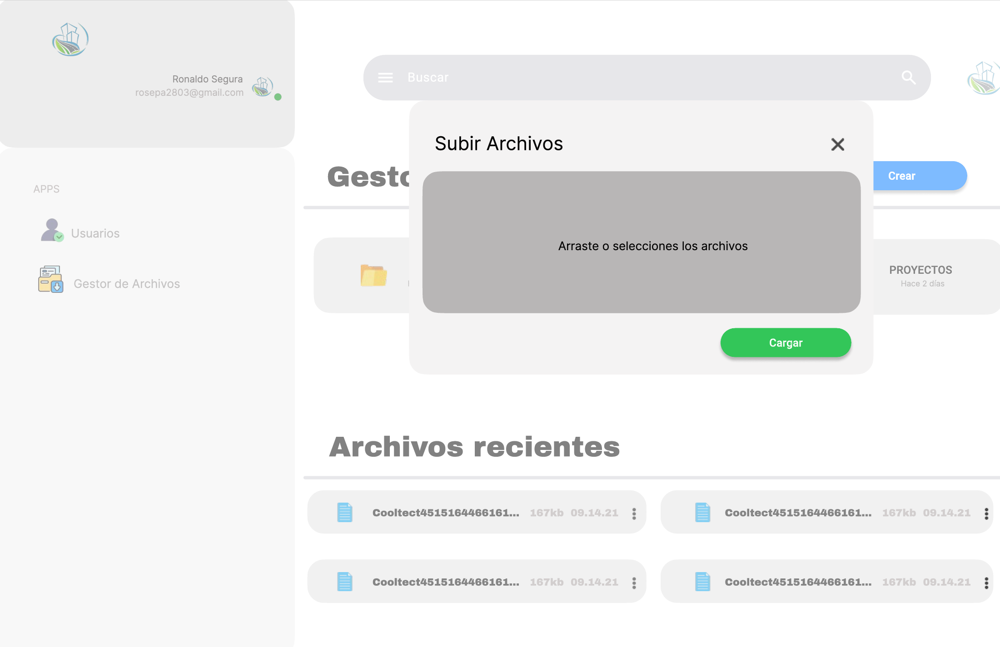 Ronaldo Segura
rosepa2803@gmail.com
APPS
Usuarios
Gestor de Archivos
Buscar
Subir Archivos
Arraste o selecciones los archivos
Cargar
Crear
PROYECTOS
Hace 2 días
Archivos recientes
Cooltect4515164466161... 167kb 09.14.21
Cooltect4515164466161... 167kb 09.14.21
Cooltect4515164466161... 167kb 09.14.21
Cooltect4515164466161... 167kb 09.14.21